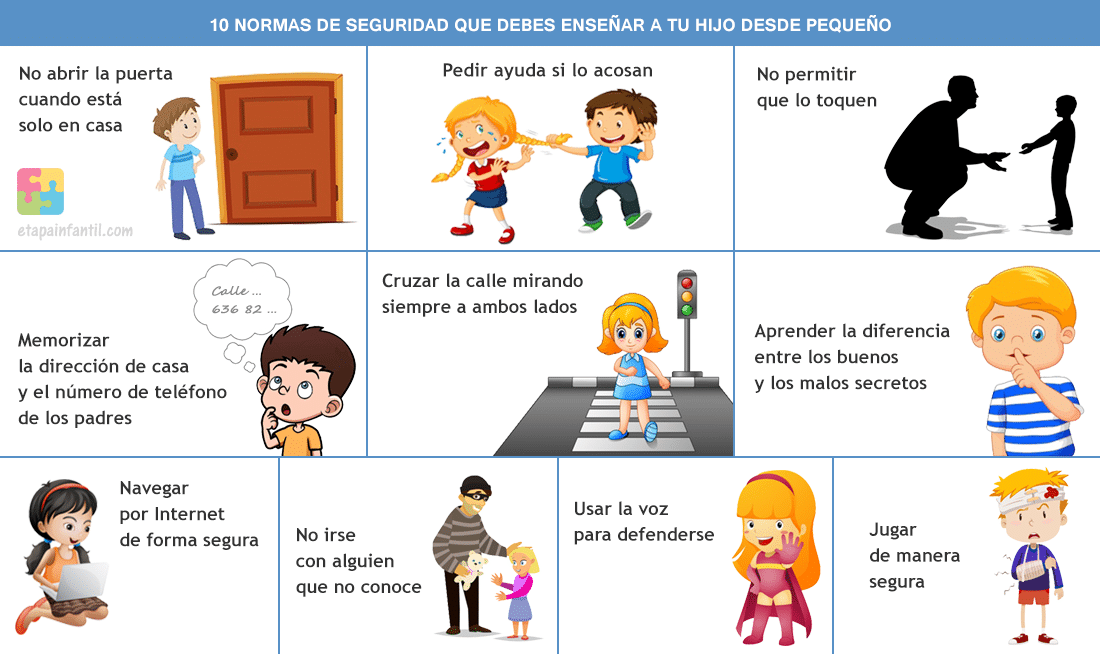 10 NORMAS DE SEGURIDAD QUE DEBES ENSEÑAR A TU HIJO DESDE PEQUEÑO
No abrir la puerta
cuando está
solo en casa
etapainfantil.com
Pedir ayuda si lo acosan
No permitir
que lo toquen
Calle ...
636 82 ...
Memorizar
la dirección de casa
y el número de teléfono
de los padres
Cruzar la calle mirando
siempre a ambos lados
Aprender la diferencia
entre los buenos
y los malos secretos
Navegar
por Internet
de forma segura
No irse
con alguien
que no conoce
Usar la voz
para defenderse
Jugar
de manera
segura